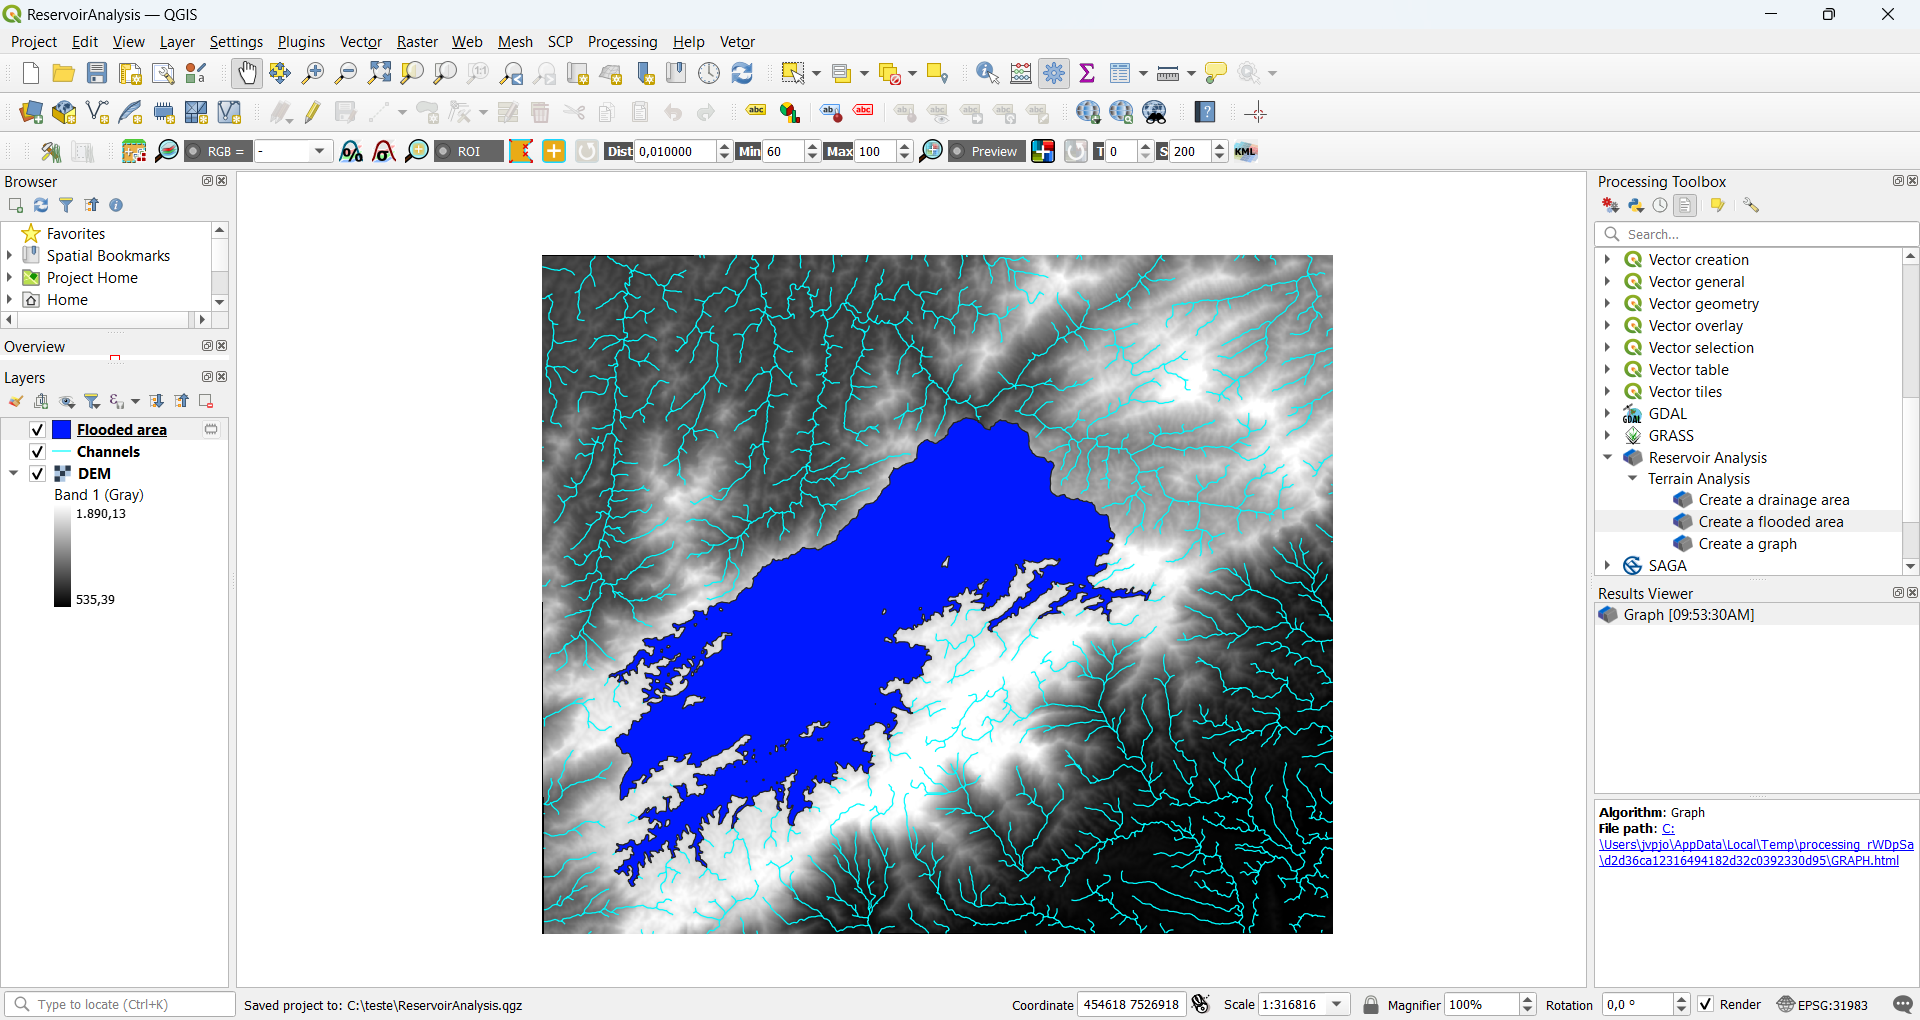 ReservoirAnalysis — QGIS
Project Edit View Layer Settings Plugins Vector Raster Web Mesh SCP Processing Help Vetor
RGB = - ROI Dist 0,010000 Min 60 Max 100 Preview T 0 S 200 KML
Browser
Favorites
Spatial Bookmarks
Project Home
Home
Overview
Layers
Flooded area
Channels
DEM
Band 1 (Gray)
1.890,13
535,39
Processing Toolbox
Search...
Vector creation
Vector general
Vector geometry
Vector overlay
Vector selection
Vector table
Vector tiles
GDAL
GRASS
Reservoir Analysis
Terrain Analysis
Create a drainage area
Create a flooded area
Create a graph
SAGA
Results Viewer
Graph [09:53:30AM]
Algorithm: Graph
File path: C:
\Users\jvpjo\AppData\Local\Temp\processing_rWDpSa
\d2d36ca12316494182d32c0392330d95\GRAPH.html
Type to locate (Ctrl+K) Saved project to: C:\teste\ReservoirAnalysis.qgz Coordinate 454618 7526918 Scale 1:316816 Magnifier 100% Rotation 0,0 ° Render EPSG:31983